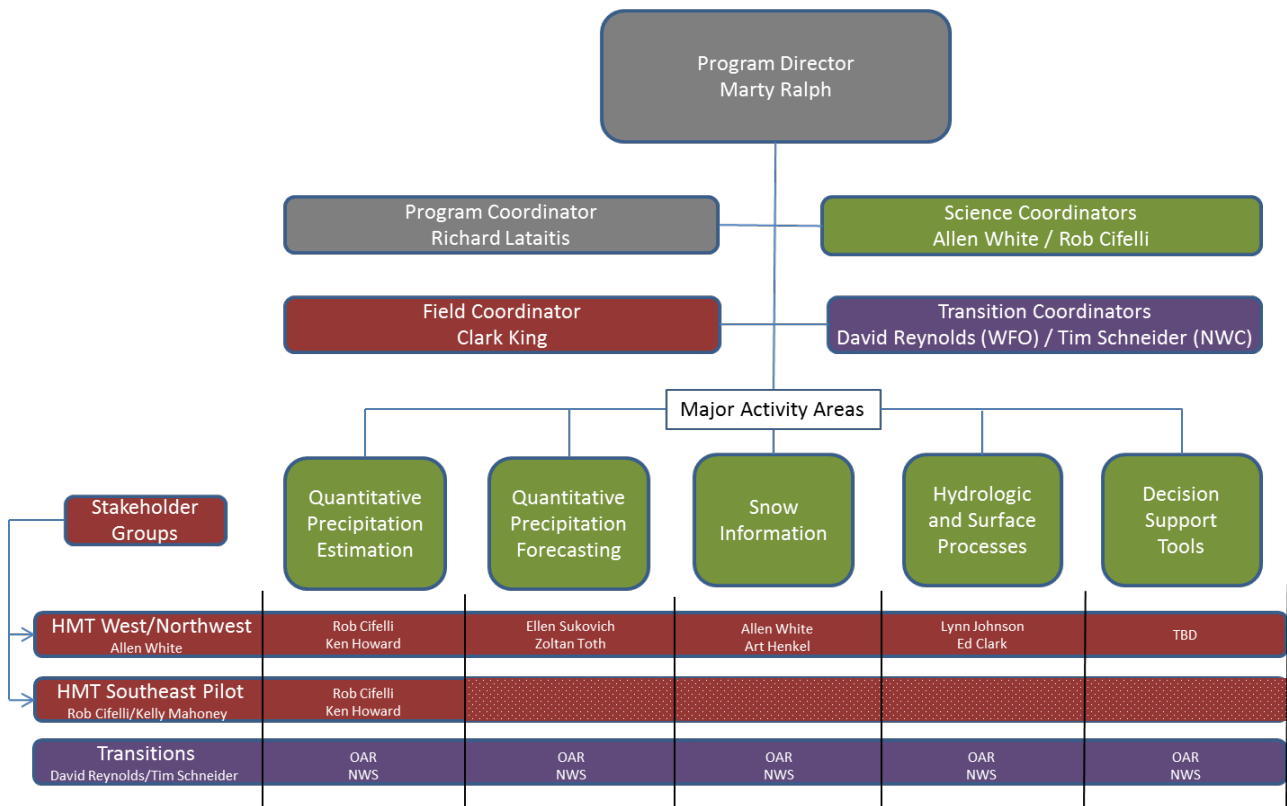 Program Director
Marty Ralph
Program Coordinator
Richard Lataitis
Science Coordinators
Allen White / Rob Cifelli
Field Coordinator
Clark King
Transition Coordinators
David Reynolds (WFO) / Tim Schneider (NWC)
Major Activity Areas
Stakeholder
Groups
Quantitative
Precipitation
Estimation
Quantitative
Precipitation
Forecasting
Snow
Information
Hydrologic
and Surface
Processes
Decision
Support
Tools
HMT West/Northwest
Allen White
Rob Cifelli
Ken Howard
Ellen Sukovich
Zoltan Toth
Allen White
Art Henkel
Lynn Johnson
Ed Clark
TBD
HMT Southeast Pilot
Rob Cifelli/Kelly Mahoney
Rob Cifelli
Ken Howard
Transitions
David Reynolds/Tim Schneider
OAR
NWS
OAR
NWS
OAR
NWS
OAR
NWS
OAR
NWS